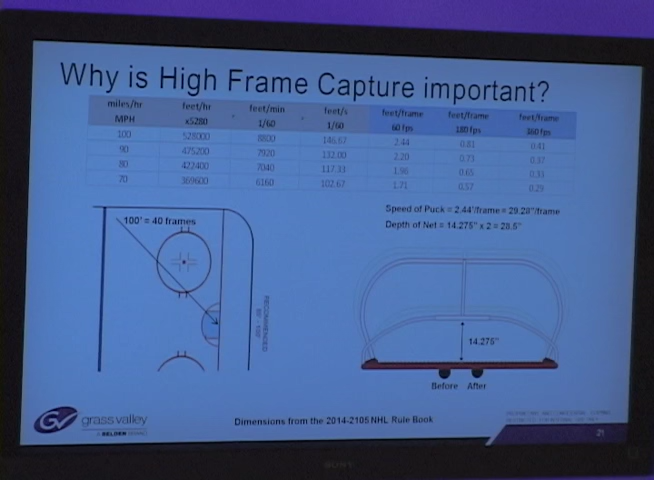 Why is High Frame Capture important?
miles/hr feet/hr feet/min feet/s feet/frame feet/frame feet/frame
MPH x5280 1/60 1/60 60 fps 180 fps 360 fps
100 528000 8800 146.67 2.44 0.81 0.41
90 475200 7920 132.00 2.20 0.73 0.37
80 422400 7040 117.33 1.96 0.65 0.33
70 369600 6160 102.67 1.71 0.57 0.29
Speed of Puck = 2.44'/frame = 29.28"/frame
Depth of Net = 14.275" x 2 = 28.5"
100' = 40 frames
RECOMMENDED
14.275"
Before After
GV grassvalley
A BELDEN BRAND
Dimensions from the 2014-2105 NHL Rule Book
21
SONY